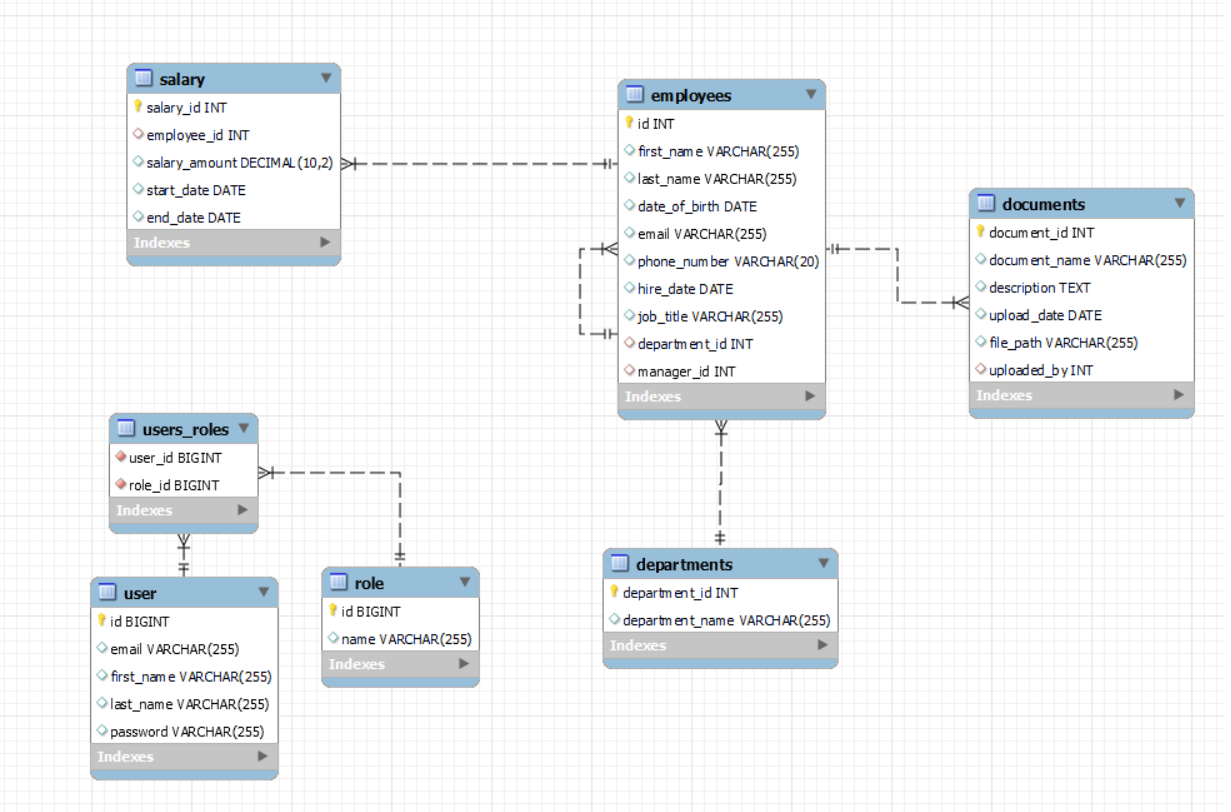 salary
salary_id INT
employee_id INT
salary_amount DECIMAL(10,2)
start_date DATE
end_date DATE
Indexes
employees
id INT
first_name VARCHAR(255)
last_name VARCHAR(255)
date_of_birth DATE
email VARCHAR(255)
phone_number VARCHAR(20)
hire_date DATE
job_title VARCHAR(255)
department_id INT
manager_id INT
Indexes
documents
document_id INT
document_name VARCHAR(255)
description TEXT
upload_date DATE
file_path VARCHAR(255)
uploaded_by INT
Indexes
users_roles
user_id BIGINT
role_id BIGINT
Indexes
user
id BIGINT
email VARCHAR(255)
first_name VARCHAR(255)
last_name VARCHAR(255)
password VARCHAR(255)
Indexes
role
id BIGINT
name VARCHAR(255)
Indexes
departments
department_id INT
department_name VARCHAR(255)
Indexes